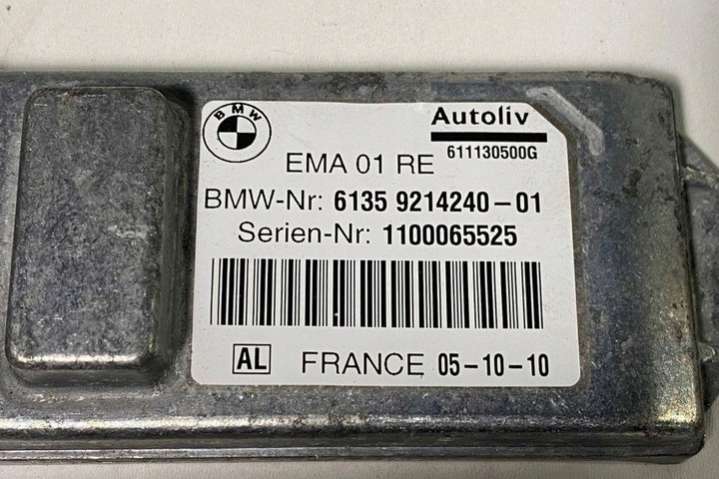 BMW
Autoliv
611130500G
EMA 01 RE
BMW-Nr: 6135 9214240-01
Serien-Nr: 1100065525
AL FRANCE 05-10-10